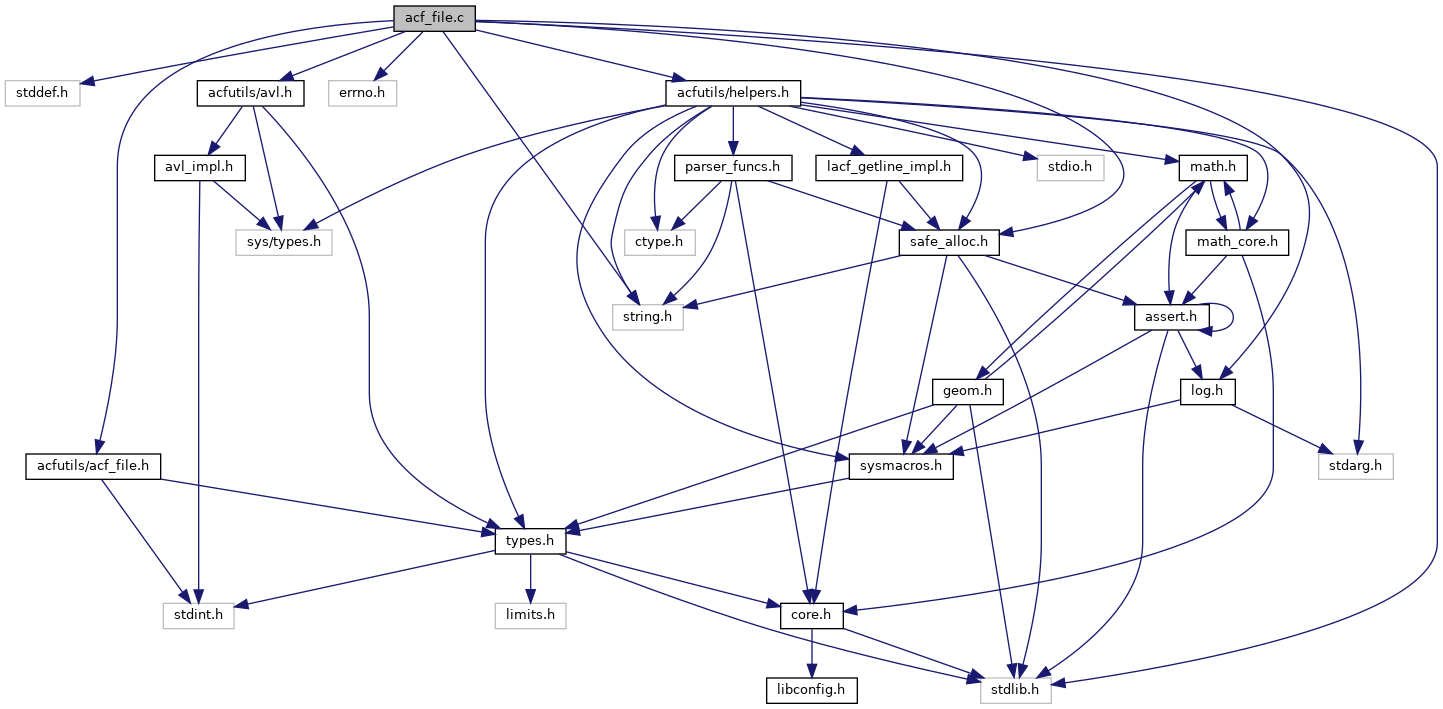 acf_file.c
stddef.h
acfutils/avl.h
errno.h
acfutils/helpers.h
avl_impl.h
parser_funcs.h
lacf_getline_impl.h
stdio.h
math.h
sys/types.h
ctype.h
safe_alloc.h
math_core.h
string.h
assert.h
geom.h
log.h
acfutils/acf_file.h
sysmacros.h
stdarg.h
types.h
stdint.h
limits.h
core.h
libconfig.h
stdlib.h